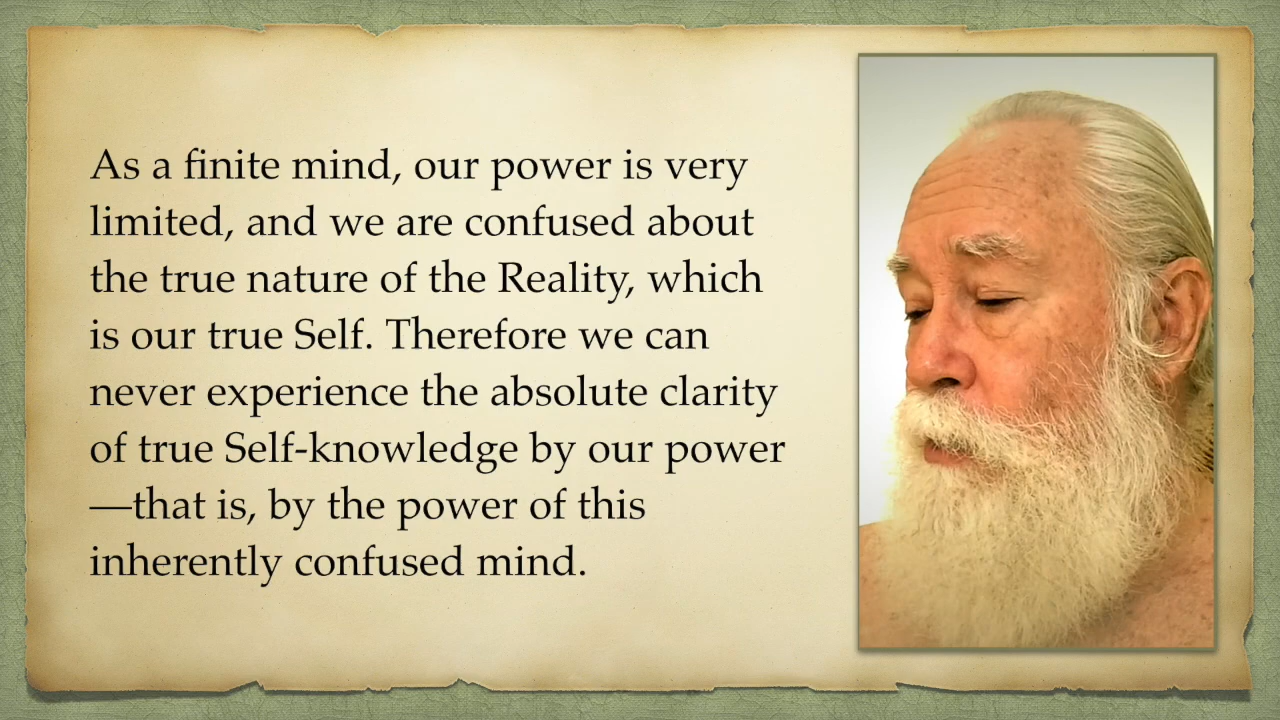 As a finite mind, our power is very
limited, and we are confused about
the true nature of the Reality, which
is our true Self. Therefore we can
never experience the absolute clarity
of true Self-knowledge by our power
—that is, by the power of this
inherently confused mind.